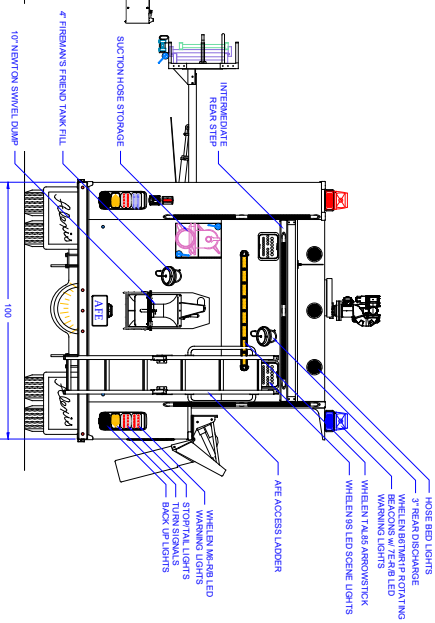 HOSE BED LIGHTS
3" REAR DISCHARGE
WHELEN B6TMR1P ROTATING
BEACONS w/ 7E-R/B LED
WARNING LIGHTS
WHELEN TAL85 ARROWSTICK
WHELEN 9S LED SCENE LIGHTS
INTERMEDIATE
REAR STEP
SUCTION HOSE STORAGE
4" FIREMAN'S FRIEND TANK FILL
10" NEWTON SWIVEL DUMP
AFE ACCESS LADDER
WHELEN M6-R/B LED
WARNING LIGHTS
STOP/TAIL LIGHTS
TURN SIGNALS
BACK UP LIGHTS
Alexis
AFE
Alexis
100